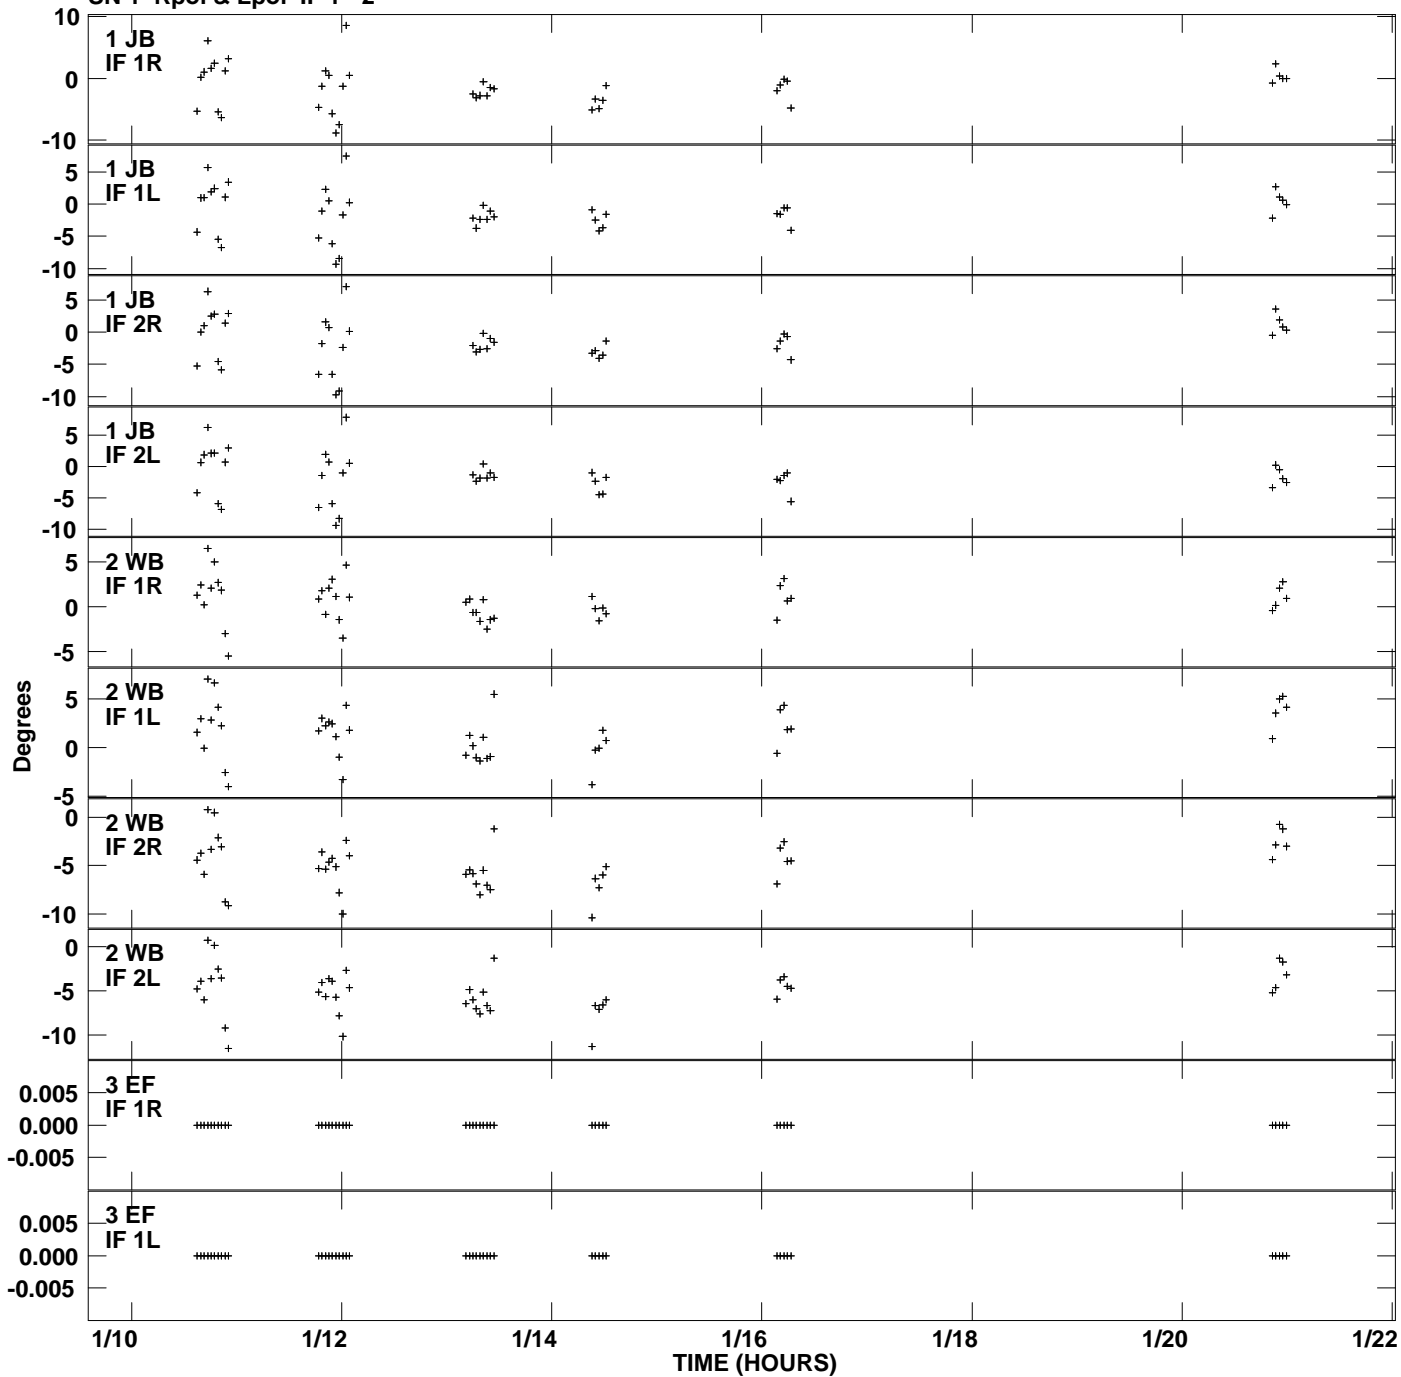 SN 1 Rpol & Lpol IF 1 - 2
10
0
-10
1 JB
IF 1R
5
0
-5
-10
1 JB
IF 1L
5
0
-5
-10
1 JB
IF 2R
5
0
-5
-10
1 JB
IF 2L
5
0
-5
2 WB
IF 1R
5
0
-5
2 WB
IF 1L
0
-5
-10
2 WB
IF 2R
0
-5
-10
2 WB
IF 2L
0.005
0.000
-0.005
3 EF
IF 1R
0.005
0.000
-0.005
3 EF
IF 1L
Degrees
1/10 1/12 1/14 1/16 1/18 1/20 1/22
TIME (HOURS)